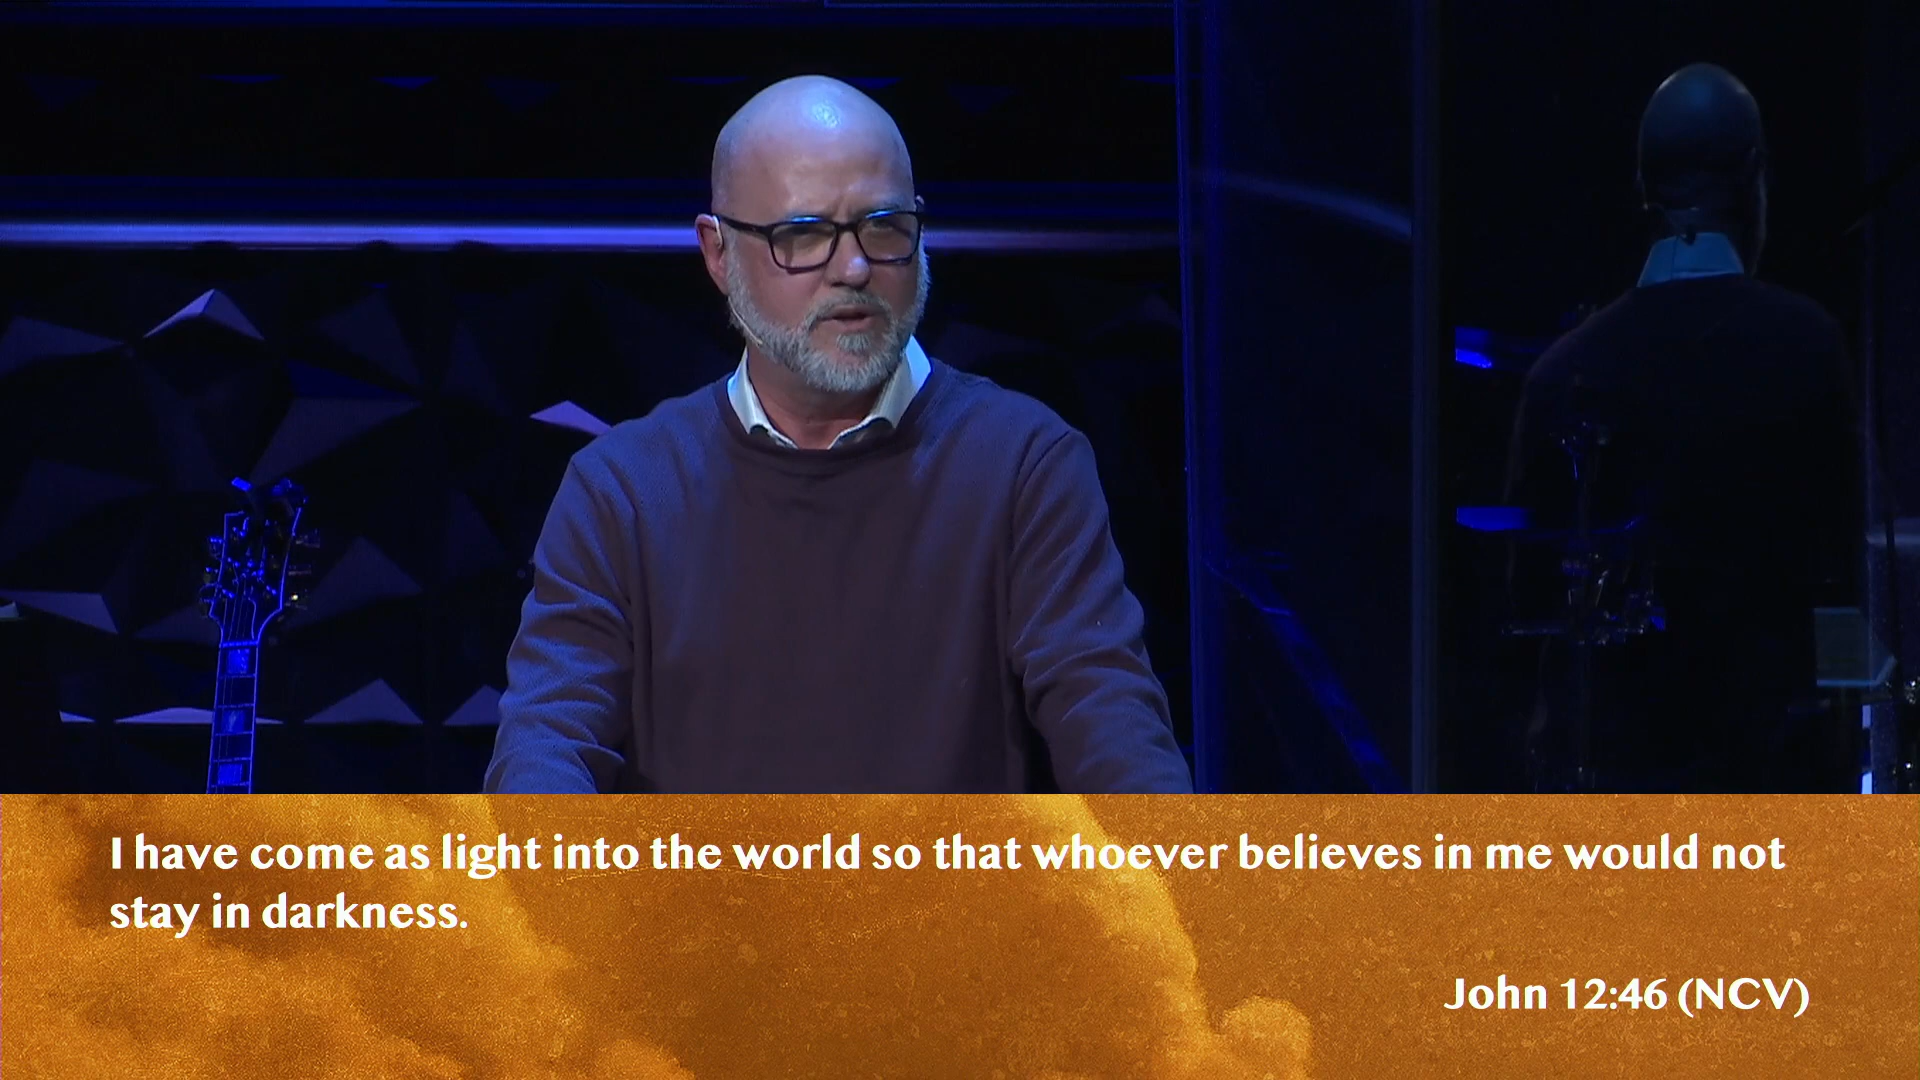 I have come as light into the world so that whoever believes in me would not
stay in darkness.
John 12:46 (NCV)